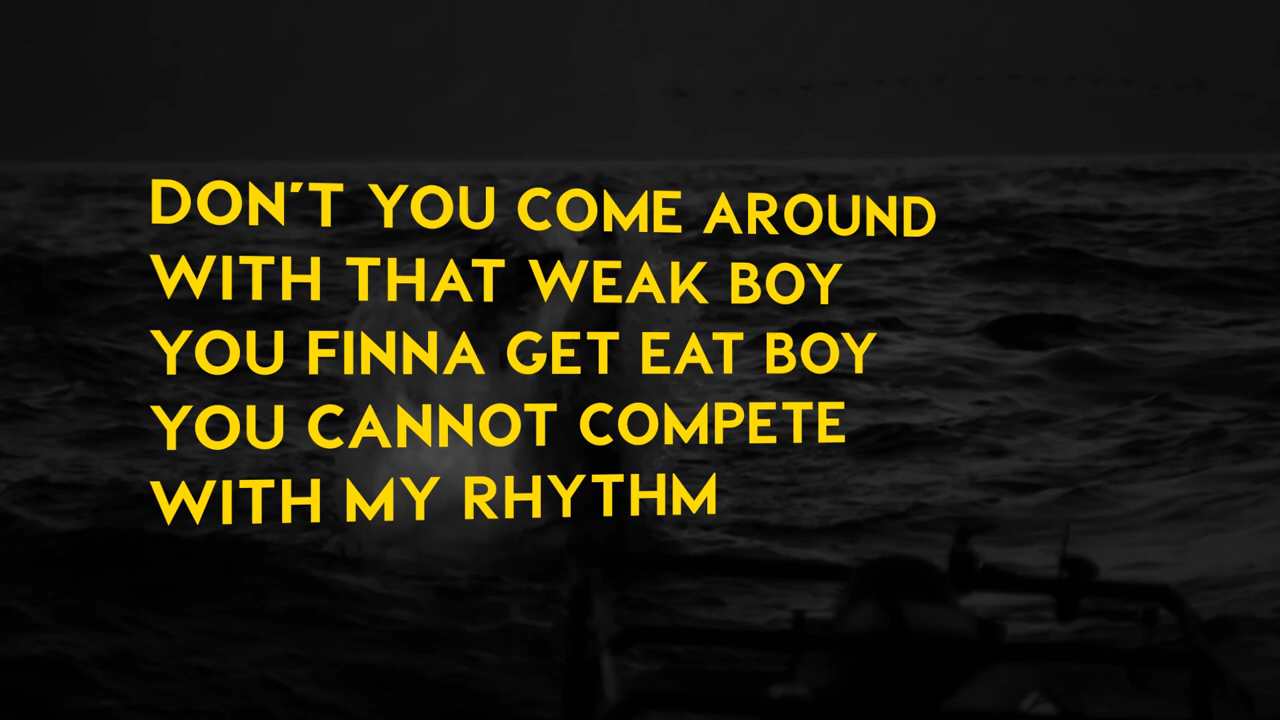 DON'T YOU COME AROUND
WITH THAT WEAK BOY
YOU FINNA GET EAT BOY
YOU CANNOT COMPETE
WITH MY RHYTHM